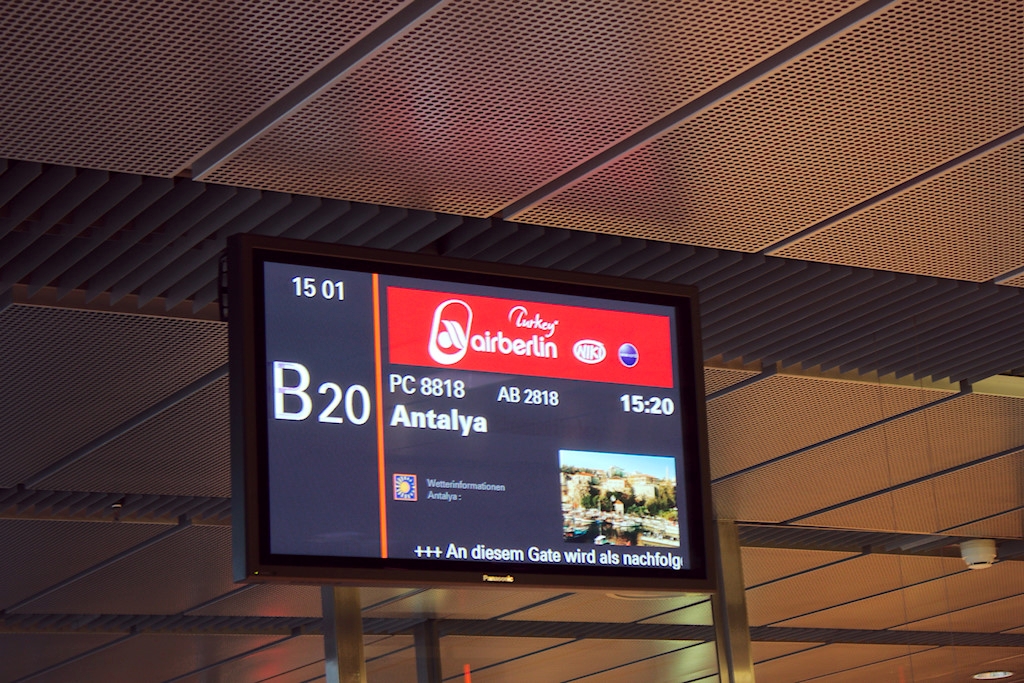 15 01
B20
Turkey
airberlin
NIKI
PC 8818 AB 2818 15:20
Antalya
Wetterinformationen
Antalya :
+++ An diesem Gate wird als nachfolg
Panasonic